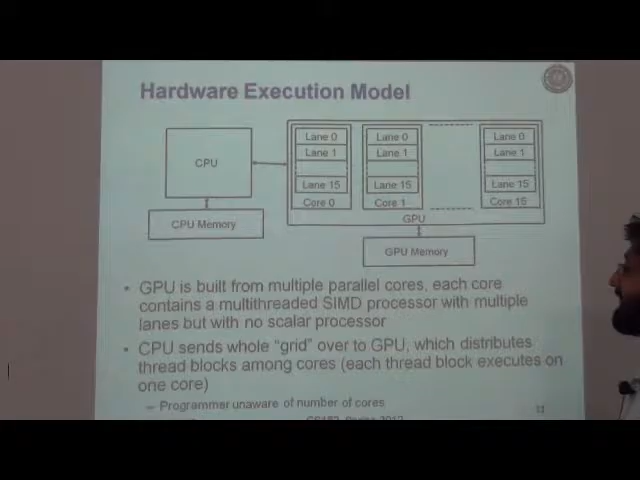 Hardware Execution Model
CPU
CPU Memory
Lane 0
Lane 1
Lane 15
Core 0
Lane 0
Lane 1
Lane 15
Core 1
Lane 0
Lane 1
Lane 15
Core 15
GPU
GPU Memory
• GPU is built from multiple parallel cores, each core
contains a multithreaded SIMD processor with multiple
lanes but with no scalar processor
• CPU sends whole “grid” over to GPU, which distributes
thread blocks among cores (each thread block executes on
one core)
– Programmer unaware of number of cores